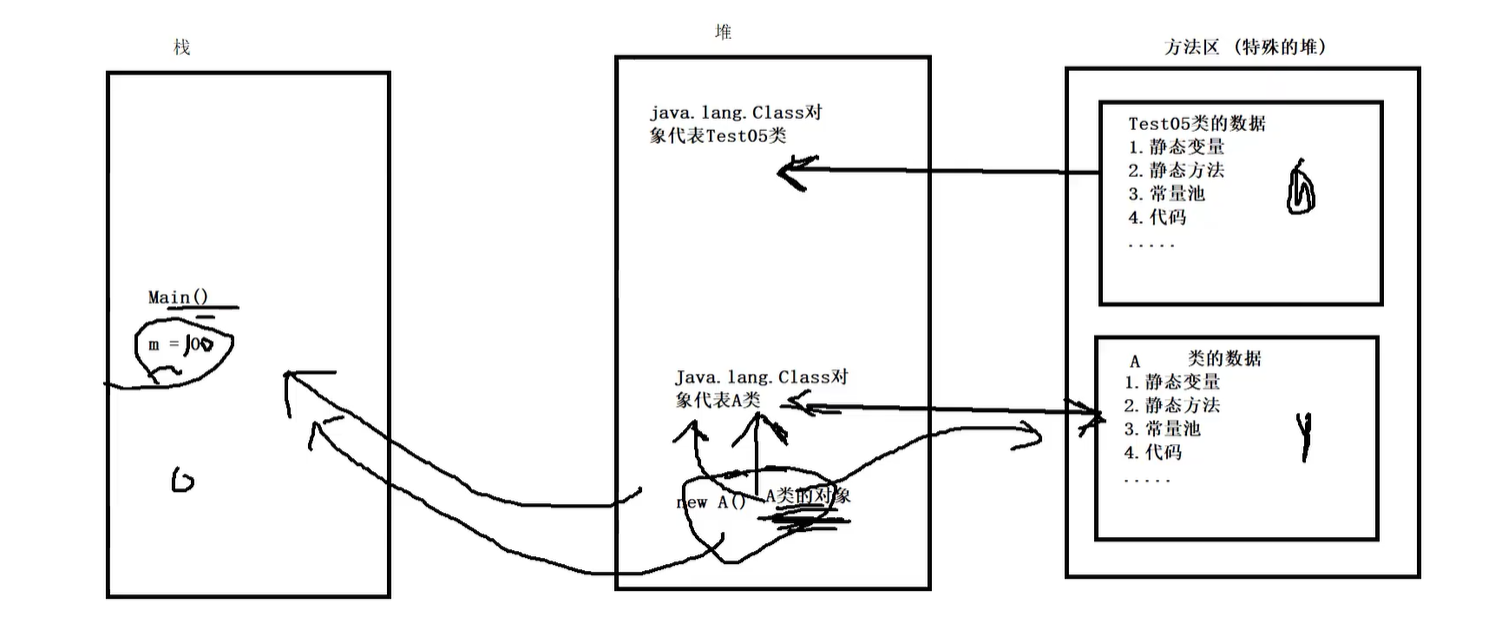 栈
堆
方法区 (特殊的堆)
java.lang.Class对
象代表Test05类
Test05类的数据
1.静态变量
2.静态方法
3.常量池
4.代码
.....
Main()
m = 100
Java.lang.Class对
象代表A类
new A() A类的对象
A 类的数据
1.静态变量
2.静态方法
3.常量池
4.代码
.....